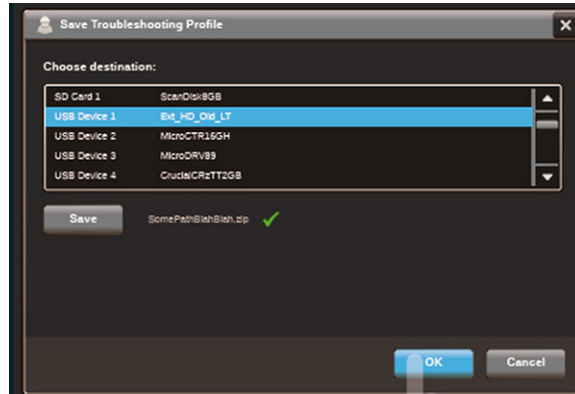 Save Troubleshooting Profile
Choose destination:
SD Card 1 ScanDisk8GB
USB Device 1 Ext_HD_Old_LT
USB Device 2 MicroCTR16GH
USB Device 3 MicroDRV89
USB Device 4 CrucialCRzTT2GB
Save SomePathBlahBlah.zip
OK Cancel